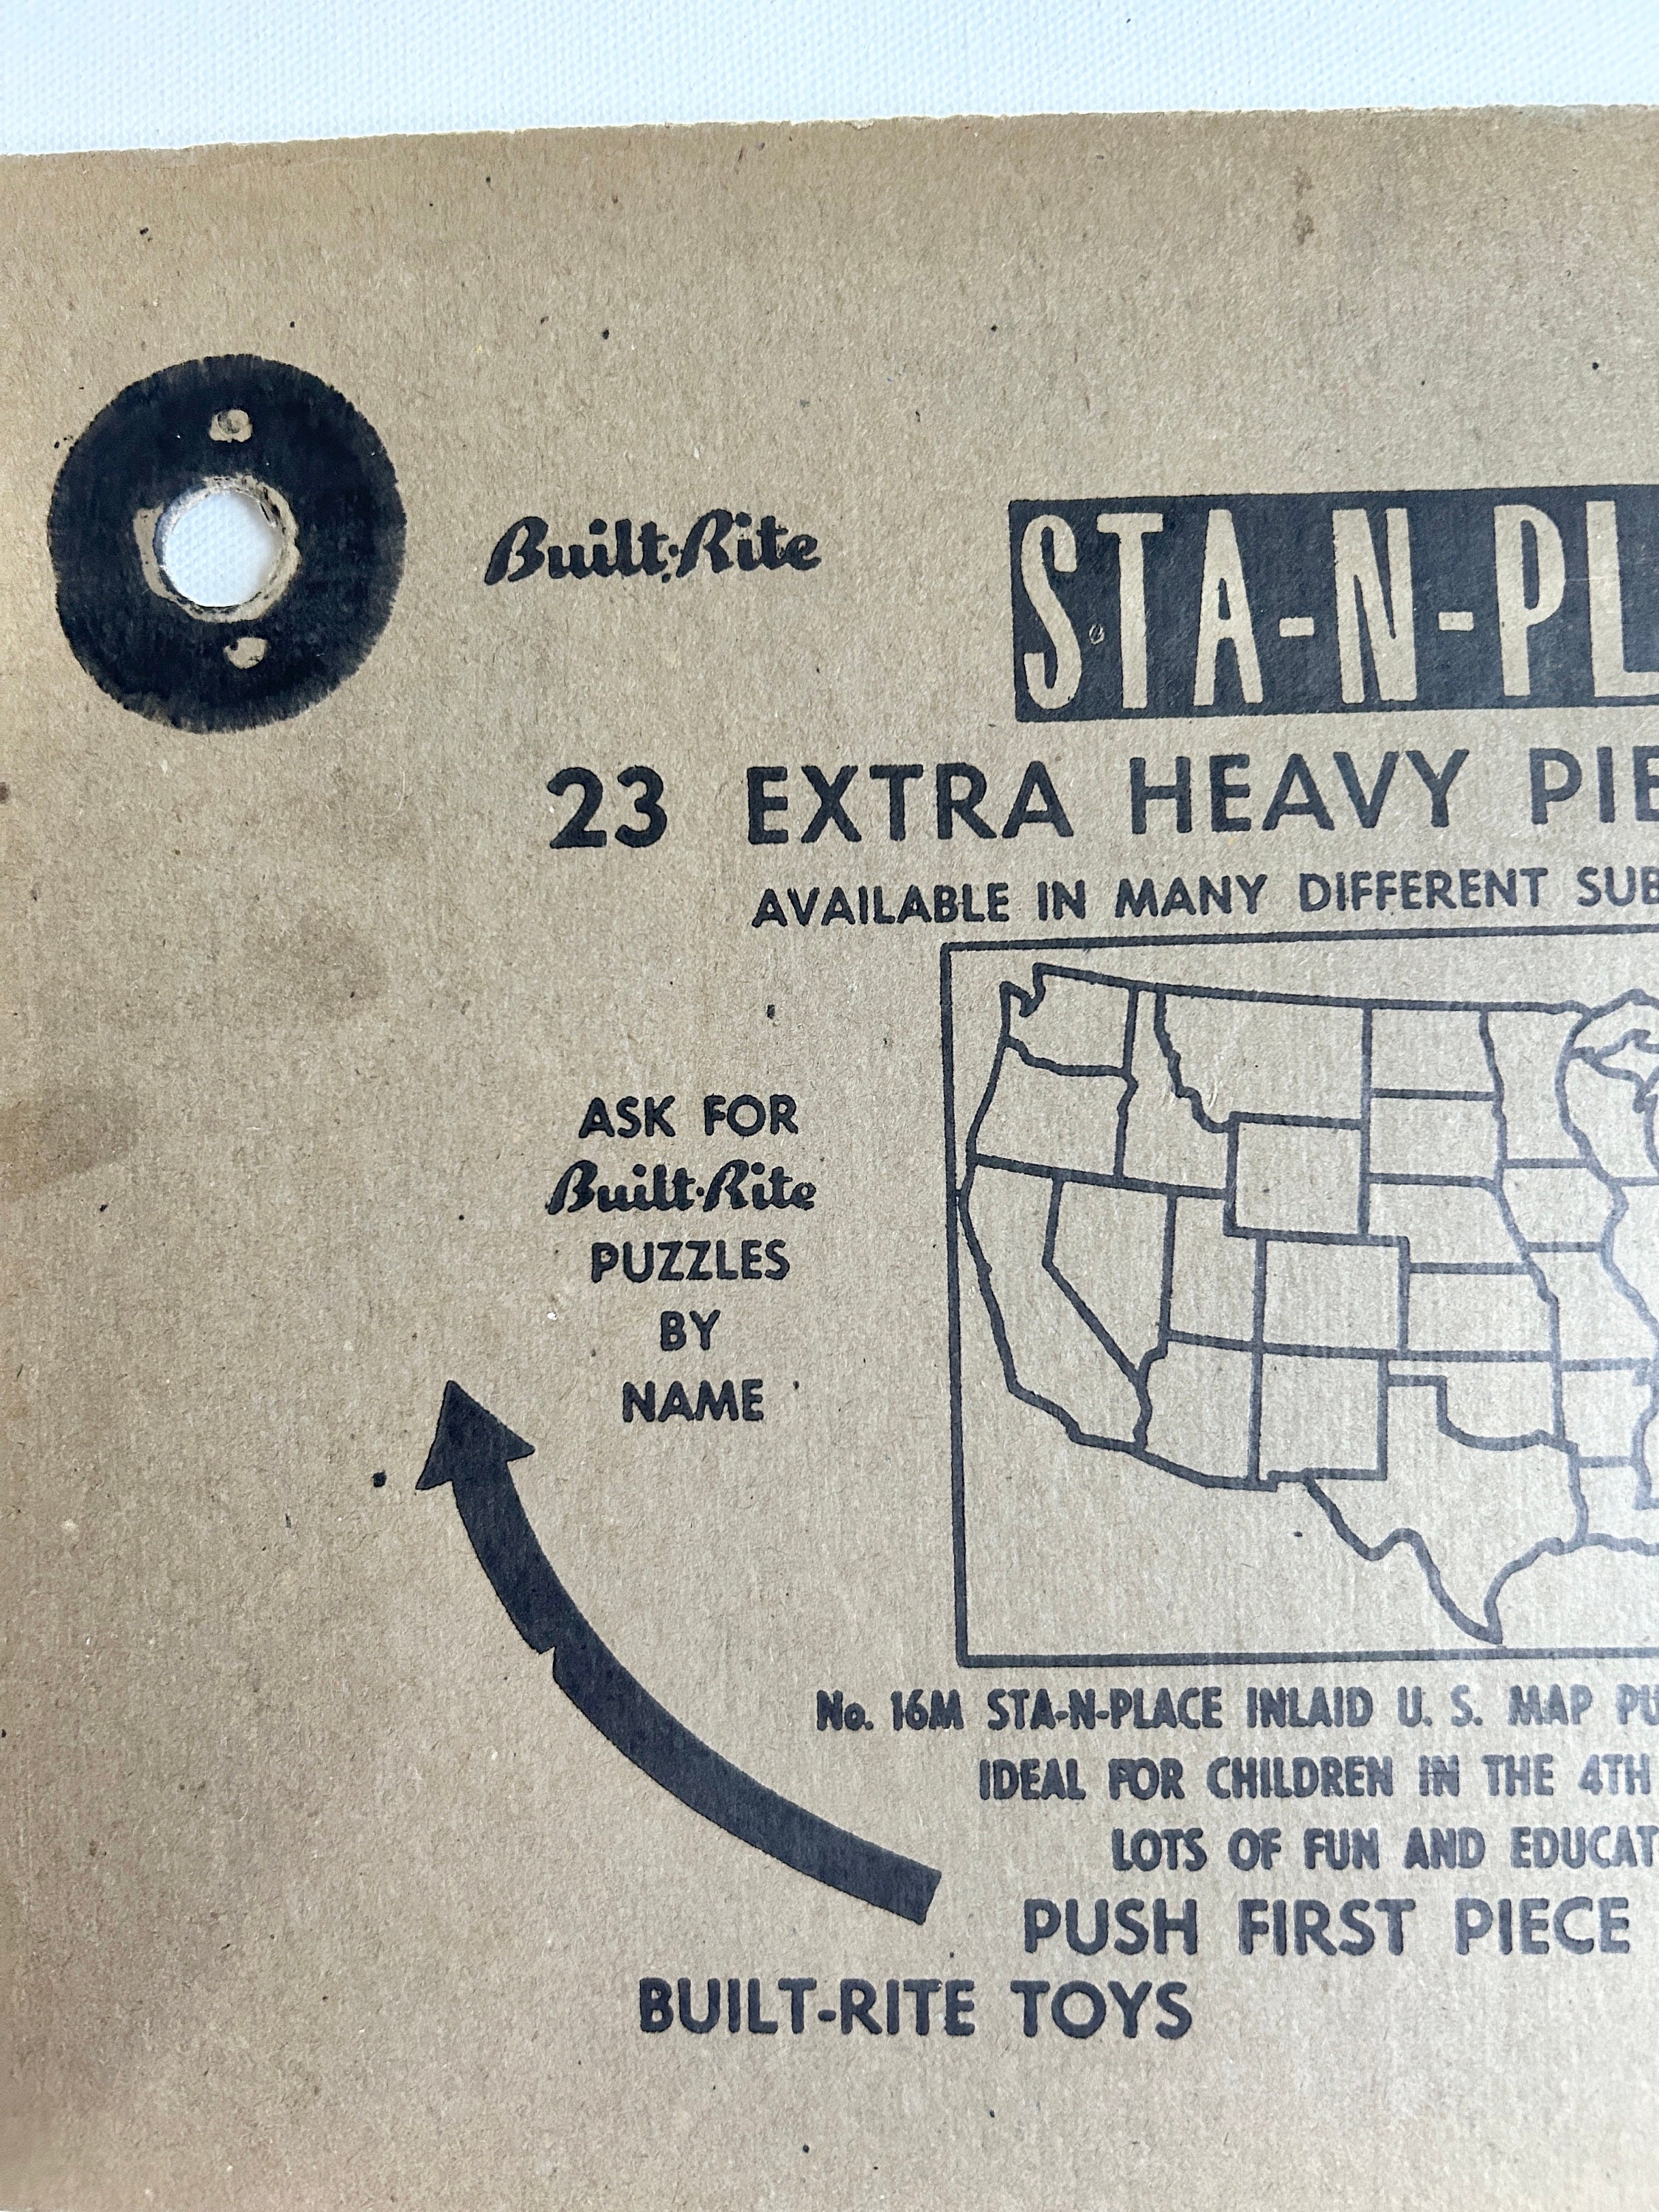 Built-Rite
STA-N-PL
23 EXTRA HEAVY PIE
AVAILABLE IN MANY DIFFERENT SUB
ASK FOR
Built-Rite
PUZZLES
BY
NAME
No. 16M STA-N-PLACE INLAID U. S. MAP PU
IDEAL FOR CHILDREN IN THE 4TH
LOTS OF FUN AND EDUCAT
PUSH FIRST PIECE
BUILT-RITE TOYS